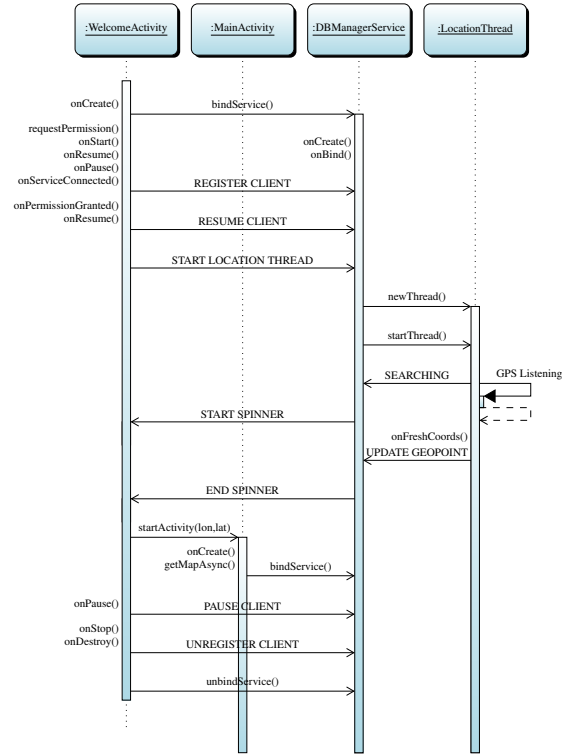 :WelcomeActivity
:MainActivity
:DBManagerService
:LocationThread
onCreate()
bindService()
requestPermission()
onStart()
onResume()
onPause()
onServiceConnected()
onCreate()
onBind()
REGISTER CLIENT
onPermissionGranted()
onResume()
RESUME CLIENT
START LOCATION THREAD
newThread()
startThread()
SEARCHING
GPS Listening
START SPINNER
onFreshCoords()
UPDATE GEOPOINT
END SPINNER
startActivity(lon,lat)
onCreate()
getMapAsync()
bindService()
onPause()
PAUSE CLIENT
onStop()
onDestroy()
UNREGISTER CLIENT
unbindService()